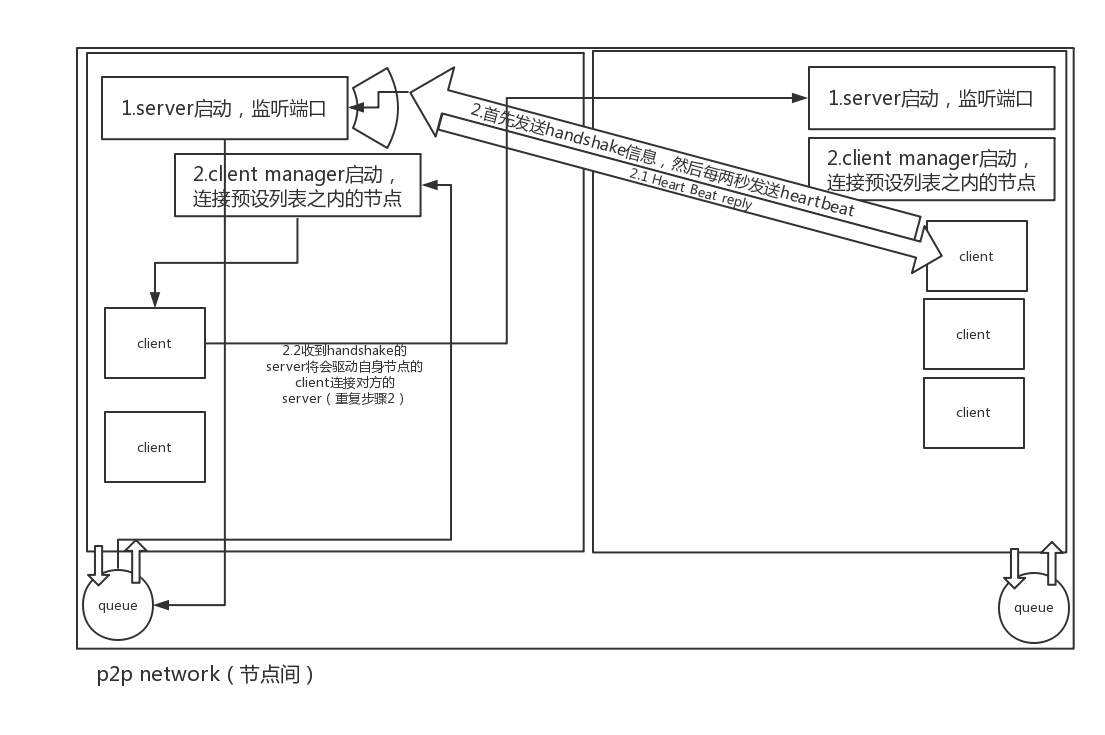 1.server启动，监听端口
2.client manager启动，
连接预设列表之内的节点
client
client
2.2收到handshake的
server将会驱动自身节点的
client连接对方的
server（重复步骤2）
queue
2.首先发送handshake信息，然后每两秒发送heartbeat
2.1 Heart Beat reply
1.server启动，监听端口
2.client manager启动，
连接预设列表之内的节点
client
client
client
queue
p2p network（节点间）